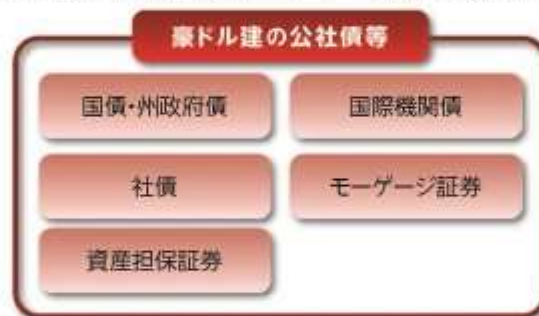 豪ドル建の公社債等
国債・州政府債
国際機関債
社債
モーゲージ証券
資産担保証券